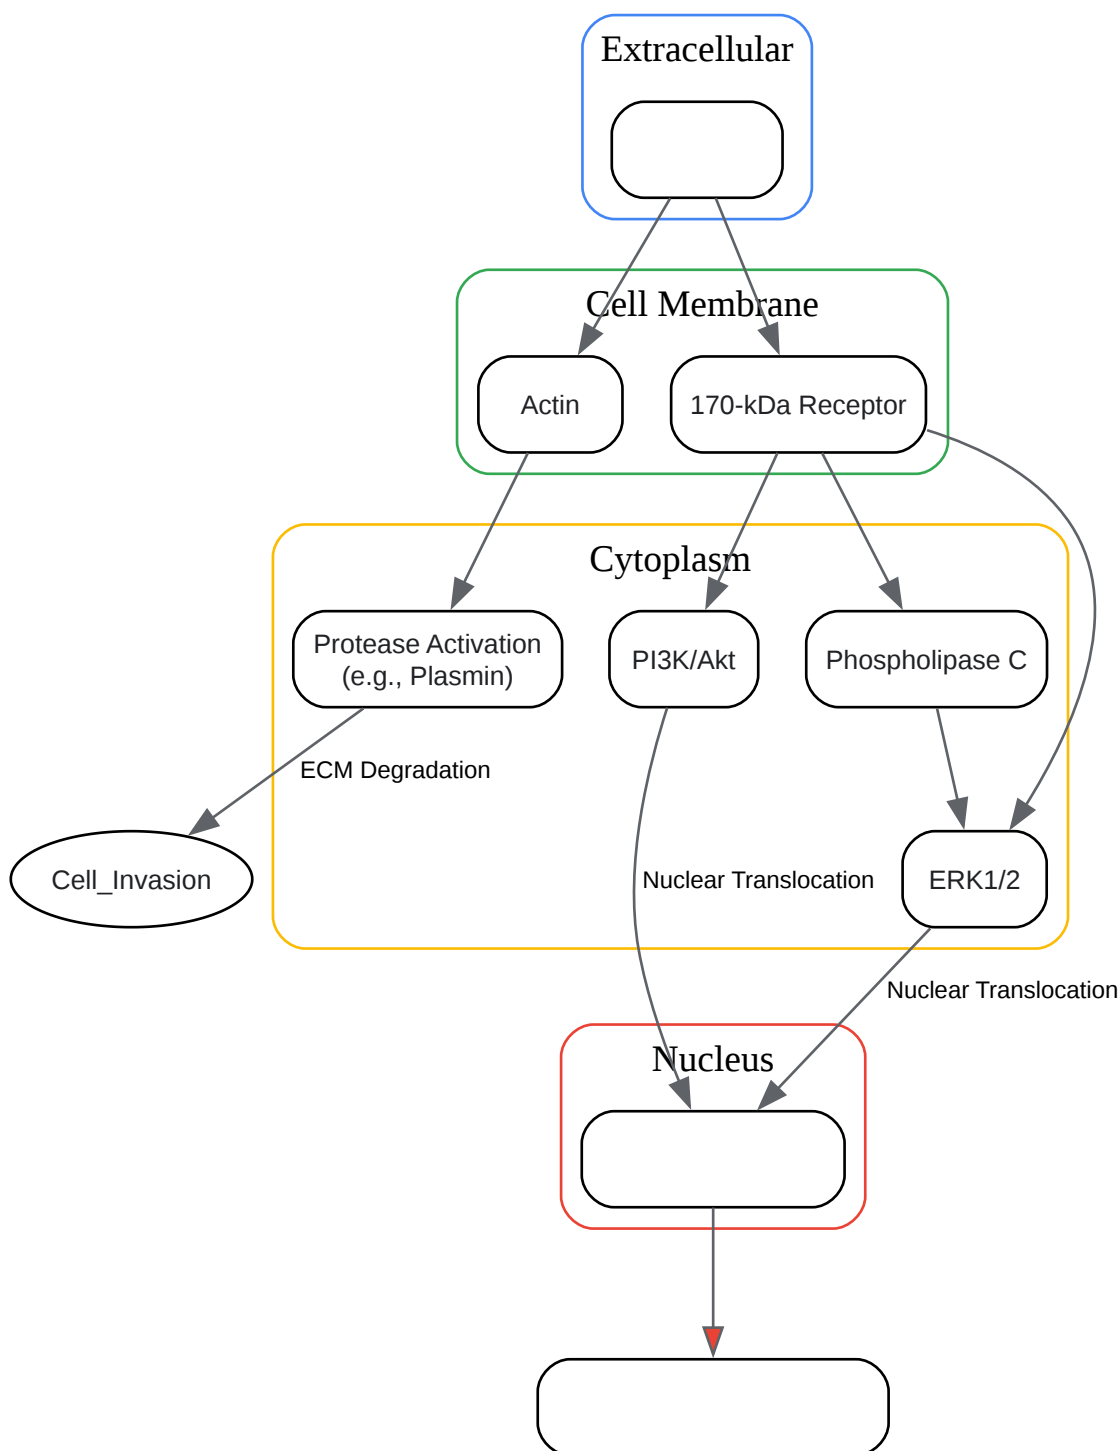 Extracellular
Cell Membrane
Actin
170-kDa Receptor
Cytoplasm
Protease Activation
(e.g., Plasmin)
PI3K/Akt
Phospholipase C
ECM Degradation
Cell_Invasion
Nuclear Translocation
ERK1/2
Nuclear Translocation
Nucleus